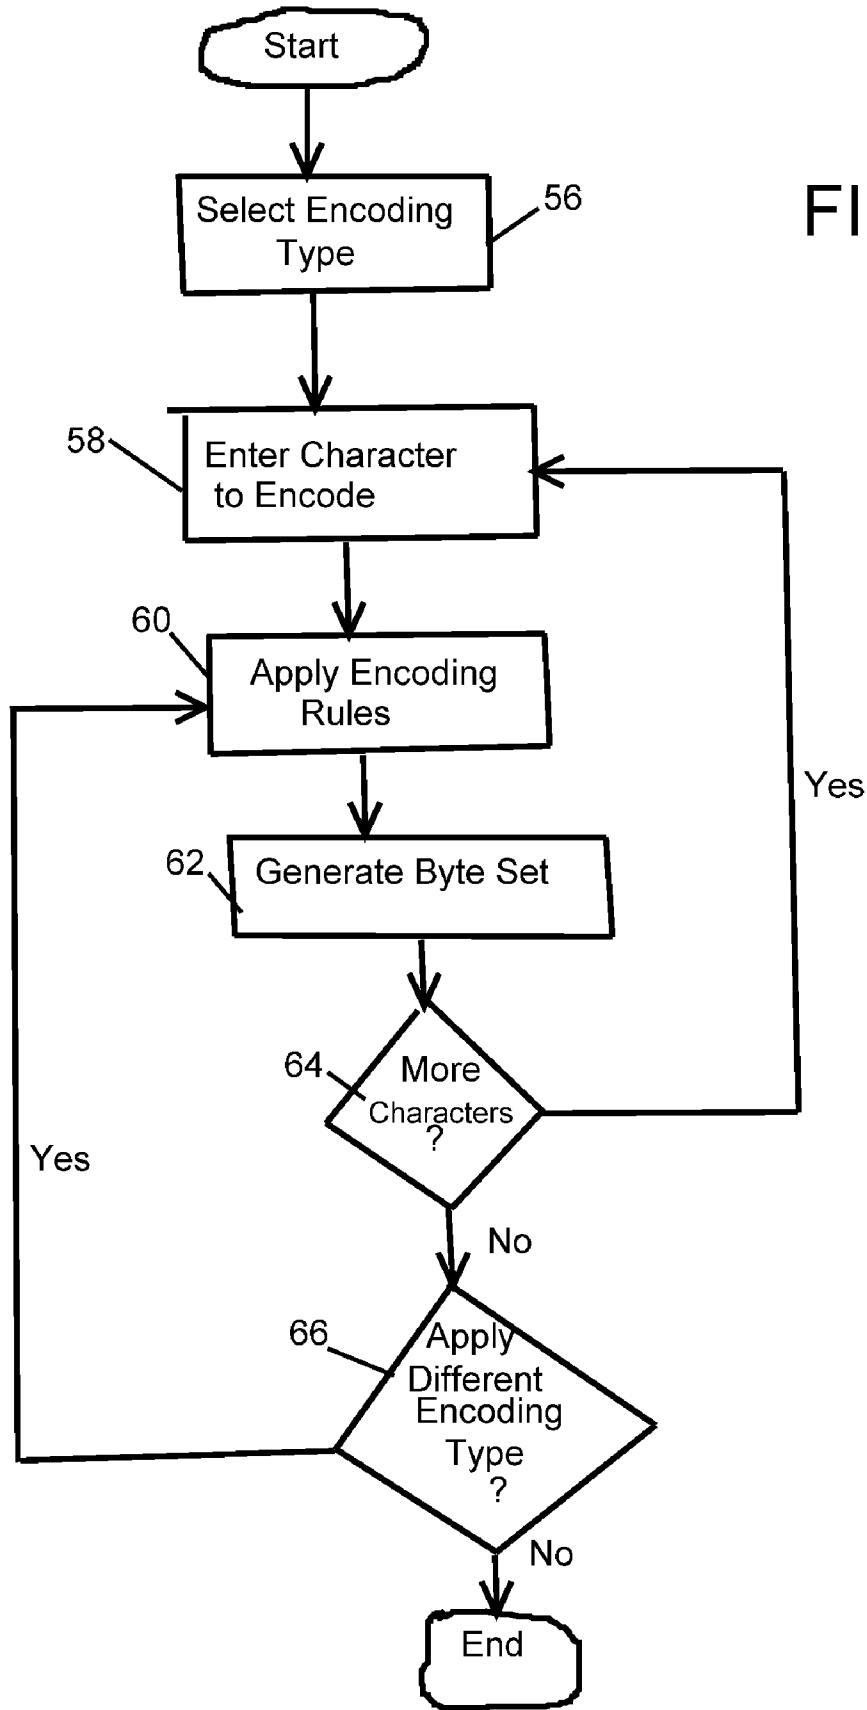 Start
Select Encoding
Type
56
FI
58
Enter Character
to Encode
60
Apply Encoding
Rules
Yes
62
Generate Byte Set
64
More
Characters
?
Yes
No
66
Apply
Different
Encoding
Type
?
No
End